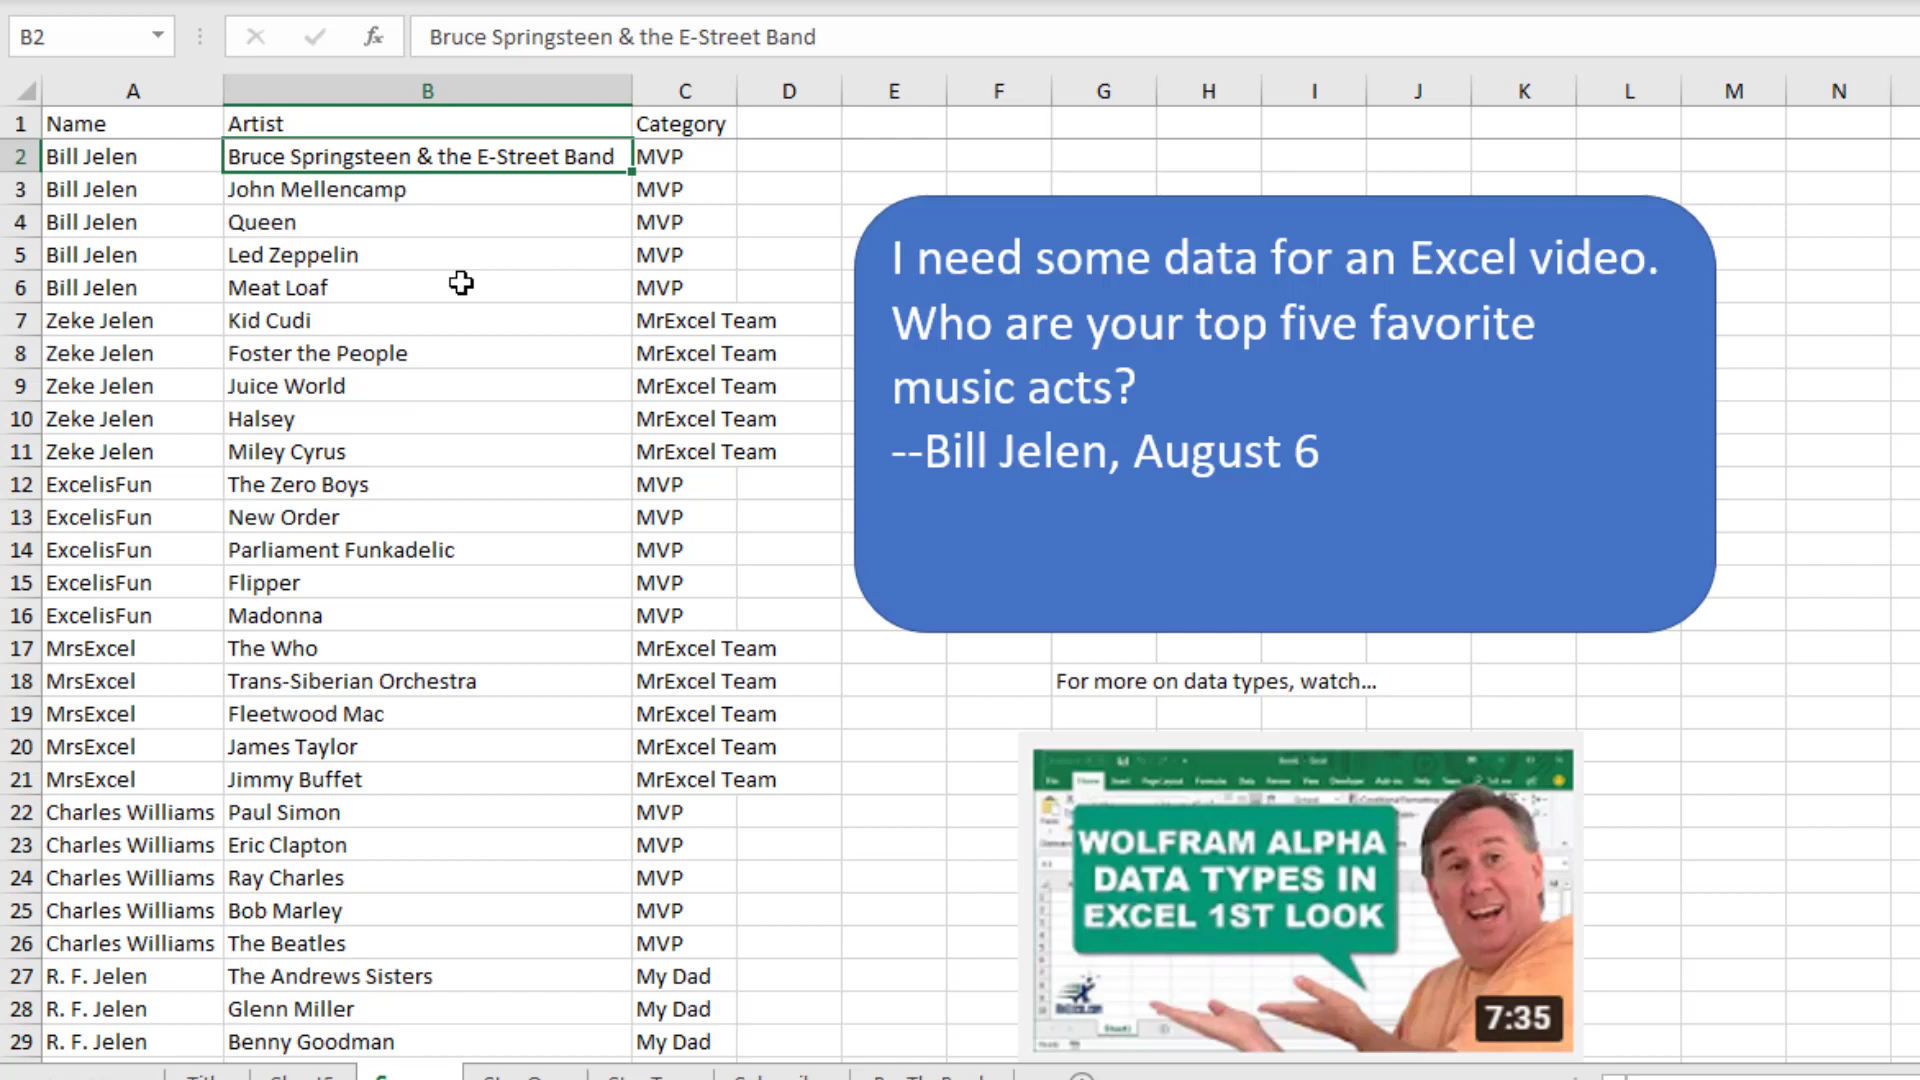 B2
fx
Bruce Springsteen & the E-Street Band
A B C D E F G H I J K L M N
1 Name Artist Category
2 Bill Jelen Bruce Springsteen & the E-Street Band MVP
3 Bill Jelen John Mellencamp MVP
4 Bill Jelen Queen MVP
5 Bill Jelen Led Zeppelin MVP
6 Bill Jelen Meat Loaf MVP
7 Zeke Jelen Kid Cudi MrExcel Team
8 Zeke Jelen Foster the People MrExcel Team
9 Zeke Jelen Juice World MrExcel Team
10 Zeke Jelen Halsey MrExcel Team
11 Zeke Jelen Miley Cyrus MrExcel Team
12 ExcelisFun The Zero Boys MVP
13 ExcelisFun New Order MVP
14 ExcelisFun Parliament Funkadelic MVP
15 ExcelisFun Flipper MVP
16 ExcelisFun Madonna MVP
17 MrsExcel The Who MrExcel Team
18 MrsExcel Trans-Siberian Orchestra MrExcel Team
19 MrsExcel Fleetwood Mac MrExcel Team
20 MrsExcel James Taylor MrExcel Team
21 MrsExcel Jimmy Buffet MrExcel Team
22 Charles Williams Paul Simon MVP
23 Charles Williams Eric Clapton MVP
24 Charles Williams Ray Charles MVP
25 Charles Williams Bob Marley MVP
26 Charles Williams The Beatles MVP
27 R. F. Jelen The Andrews Sisters My Dad
28 R. F. Jelen Glenn Miller My Dad
29 R. F. Jelen Benny Goodman My Dad
I need some data for an Excel video.
Who are your top five favorite
music acts?
--Bill Jelen, August 6
For more on data types, watch...
WOLFRAM ALPHA
DATA TYPES IN
EXCEL 1ST LOOK
7:35